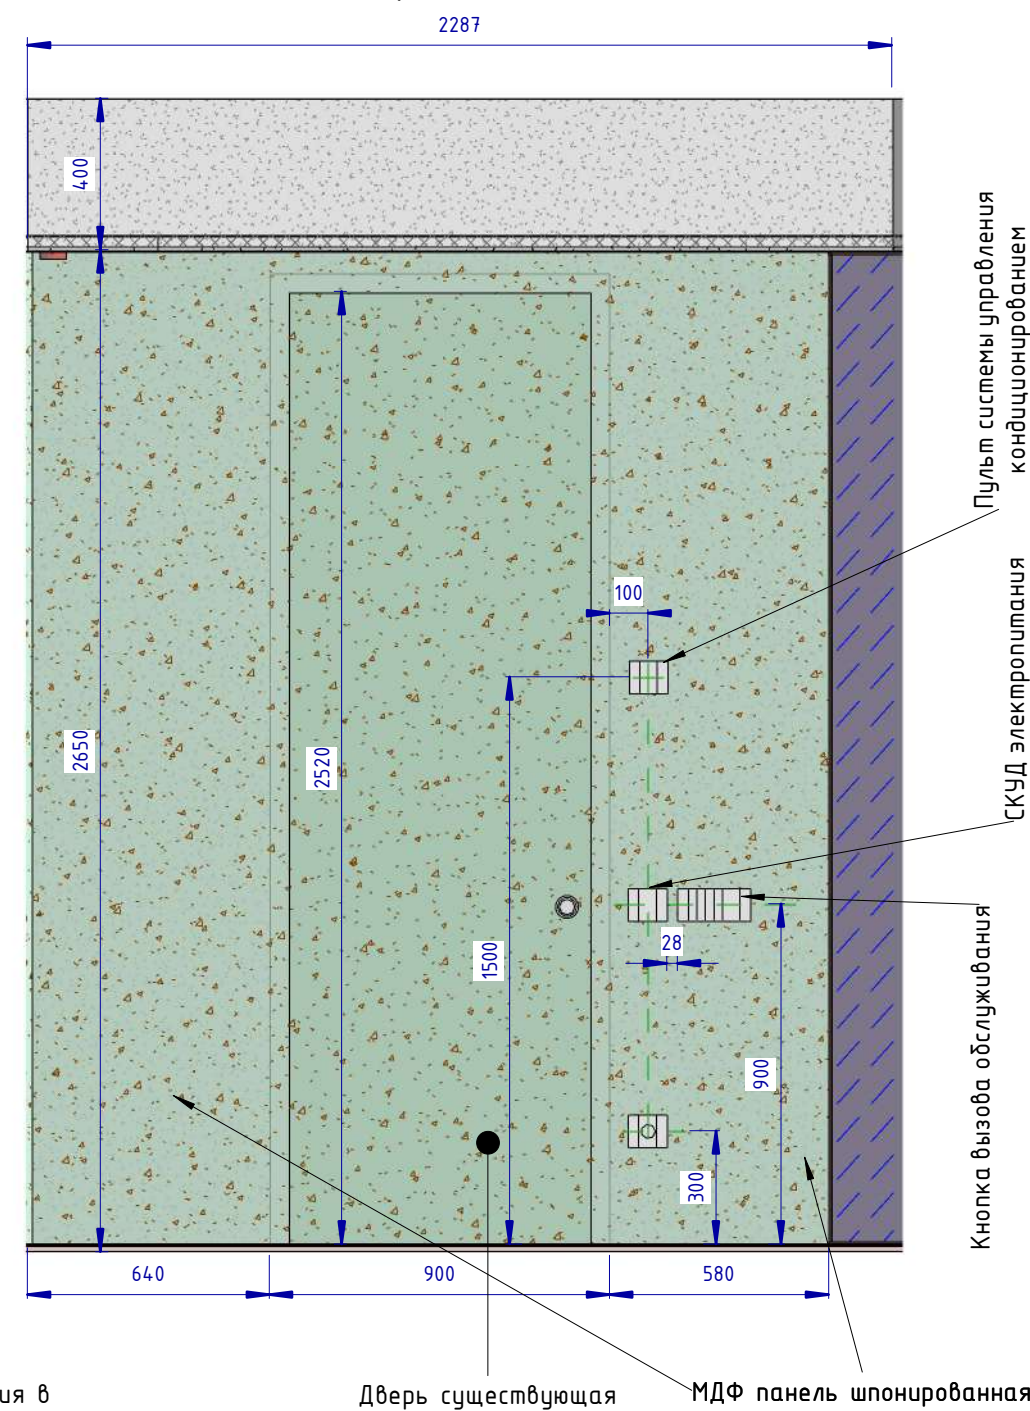 2287
400
Пульт системы управления
кондиционированием
СКУД электропитания
100
2650
2520
1500
28
Кнопка вызова обслуживания
900
300
640
900
580
ия в
Дверь существующая
МДФ панель шпонированная